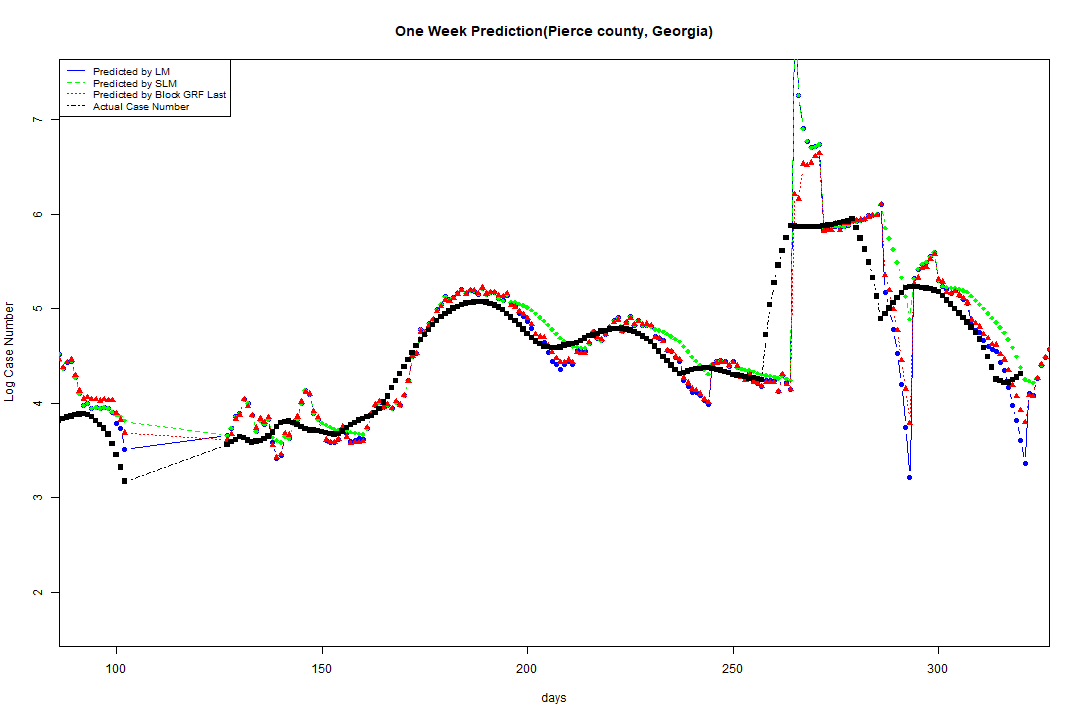 One Week Prediction(Pierce county, Georgia)
Predicted by LM
Predicted by SLM
Predicted by Block GRF Last
Actual Case Number
Log Case Number
7
6
5
4
3
2
100 150 200 250 300
days